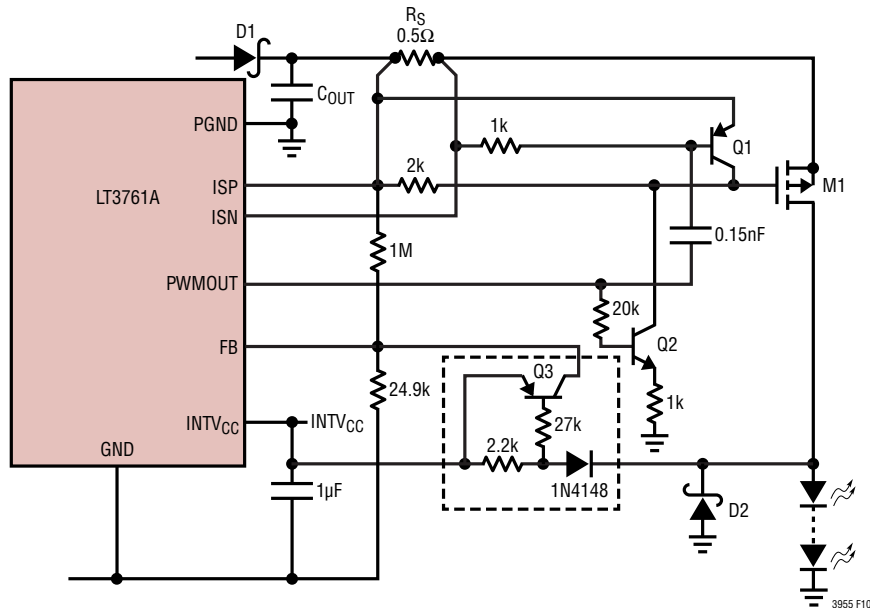 D1
RS
0.5Ω
COUT
PGND
1k
Q1
LT3761A
2k
ISP
M1
ISN
0.15nF
1M
PWMOUT
20k
Q2
FB
Q3
24.9k
1k
INTVCC
INTVCC
27k
GND
2.2k
1µF
1N4148
D2
3955 F10